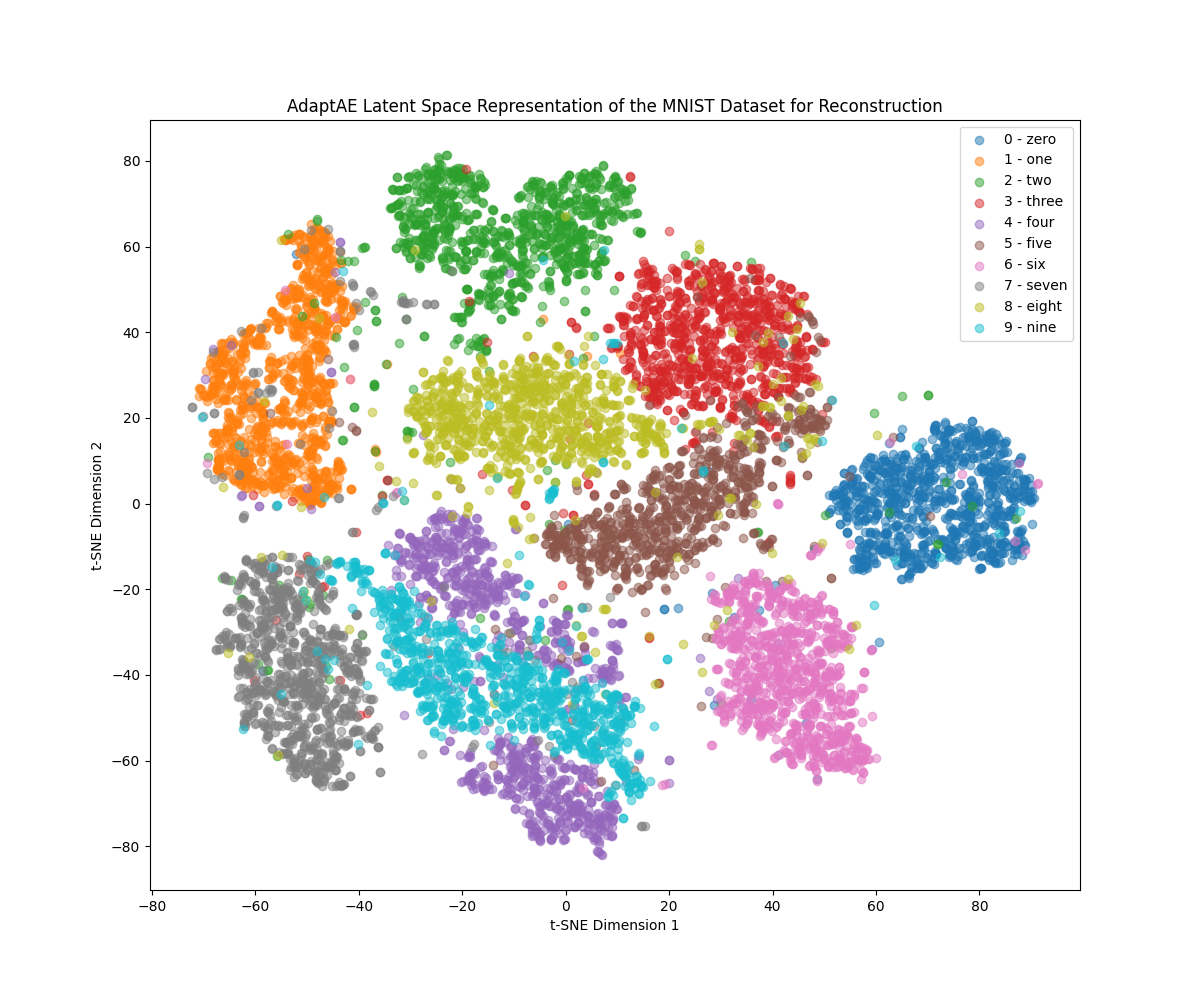 AdaptAE Latent Space Representation of the MNIST Dataset for Reconstruction
0 - zero
1 - one
2 - two
3 - three
4 - four
5 - five
6 - six
7 - seven
8 - eight
9 - nine
80
60
40
20
0
−20
−40
−60
−80
t-SNE Dimension 2
−80 −60 −40 −20 0 20 40 60 80
t-SNE Dimension 1